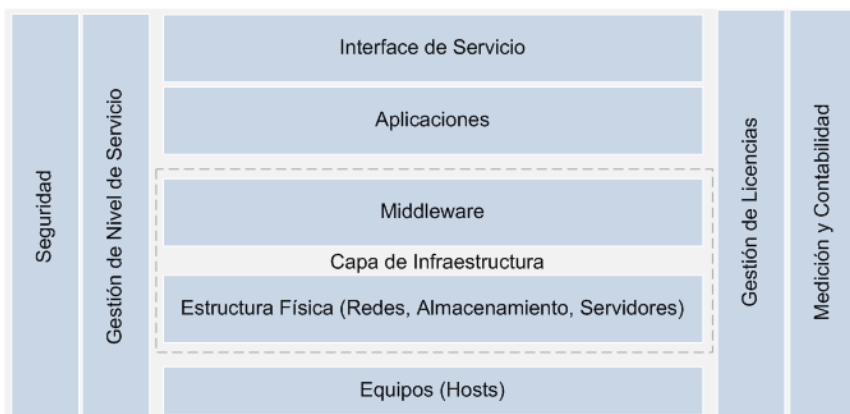 Seguridad
Gestión de Nivel de Servicio
Interface de Servicio
Aplicaciones
Middleware
Capa de Infraestructura
Estructura Física (Redes, Almacenamiento, Servidores)
Equipos (Hosts)
Gestión de Licencias
Medición y Contabilidad